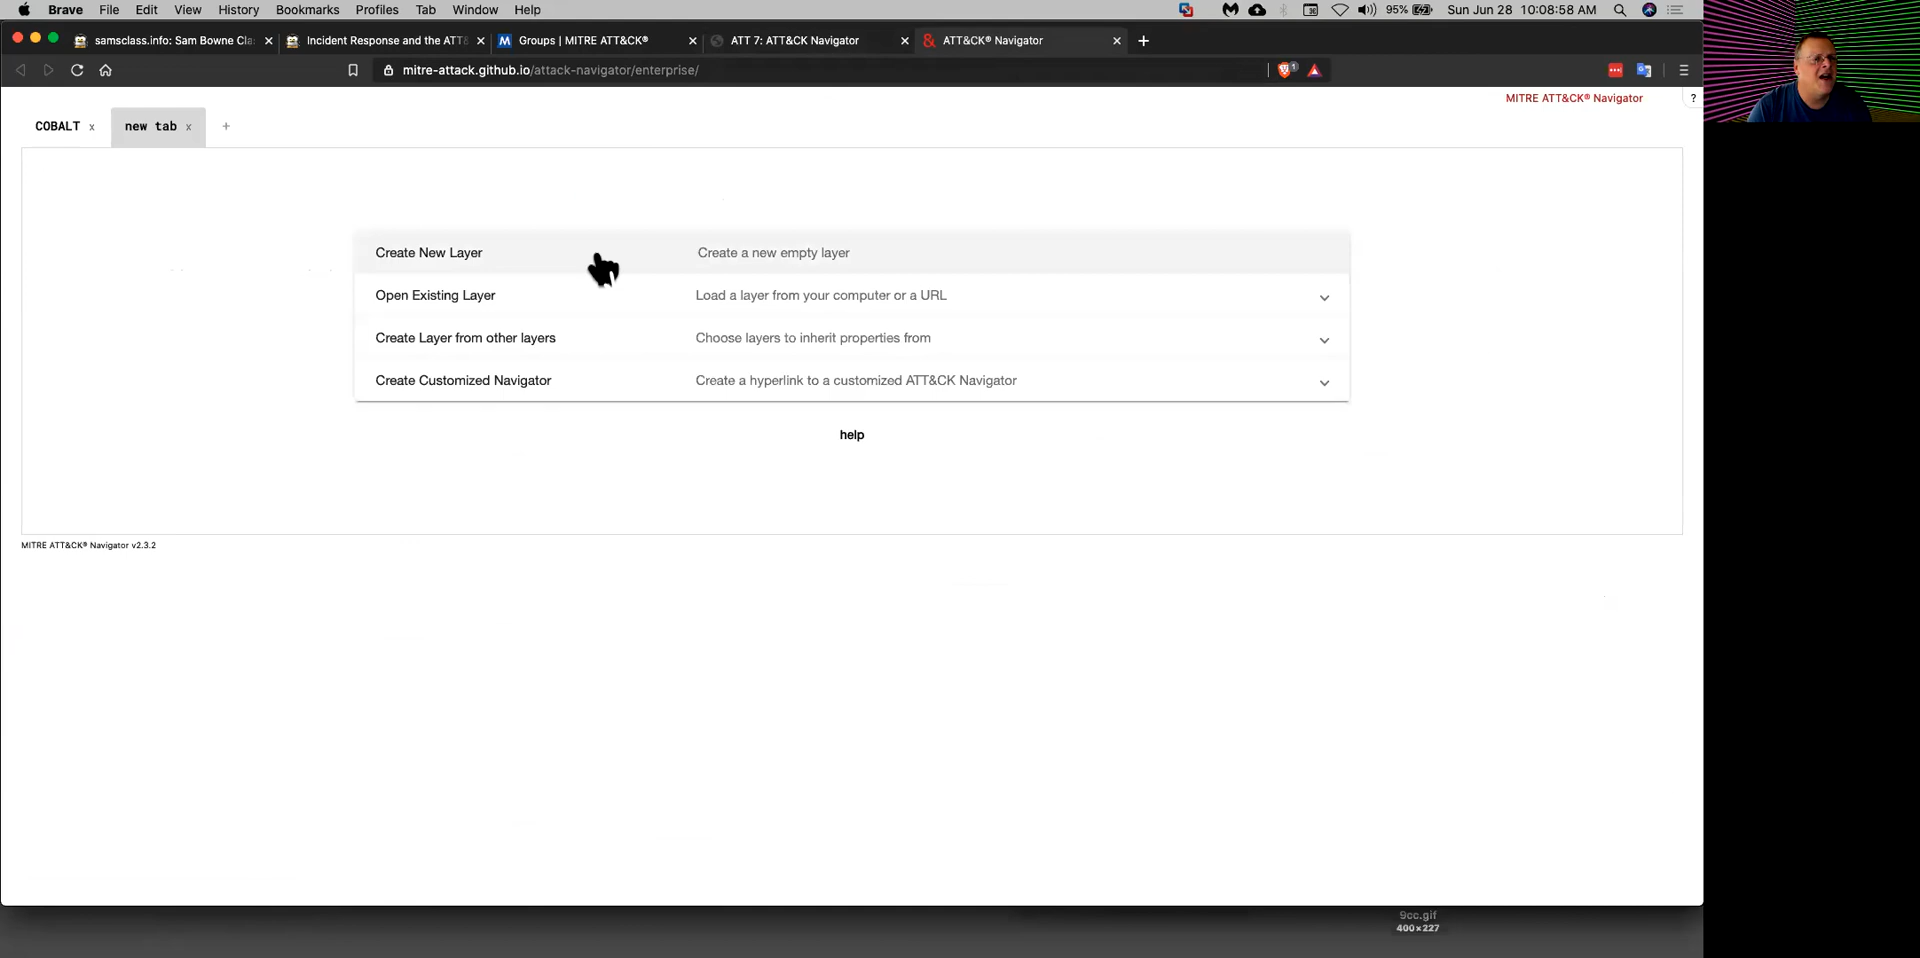 Brave File Edit View History Bookmarks Profiles Tab Window Help 95% Sun Jun 28 10:08:58 AM
samsclass.info: Sam Bowne Cla Incident Response and the ATT& Groups | MITRE ATT&CK® ATT 7: ATT&CK Navigator ATT&CK® Navigator
mitre-attack.github.io/attack-navigator/enterprise/ 1
MITRE ATT&CK® Navigator ?
COBALT x new tab x +
Create New Layer Create a new empty layer
Open Existing Layer Load a layer from your computer or a URL
Create Layer from other layers Choose layers to inherit properties from
Create Customized Navigator Create a hyperlink to a customized ATT&CK Navigator
help
MITRE ATT&CK® Navigator v2.3.2
9cc.gif
400×227